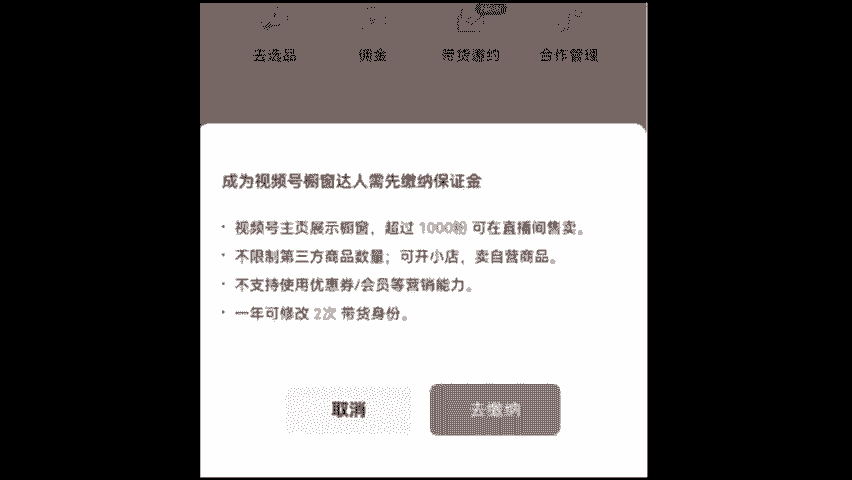 去选品 佣金 带货邀约 合作管理
成为视频号橱窗达人需先缴纳保证金
· 视频号主页展示橱窗，超过 1000粉 可在直播间售卖。
· 不限制第三方商品数量；可开小店，卖自营商品。
· 不支持使用优惠券/会员等营销能力。
· 一年可修改 2次 带货身份。
取消 去缴纳